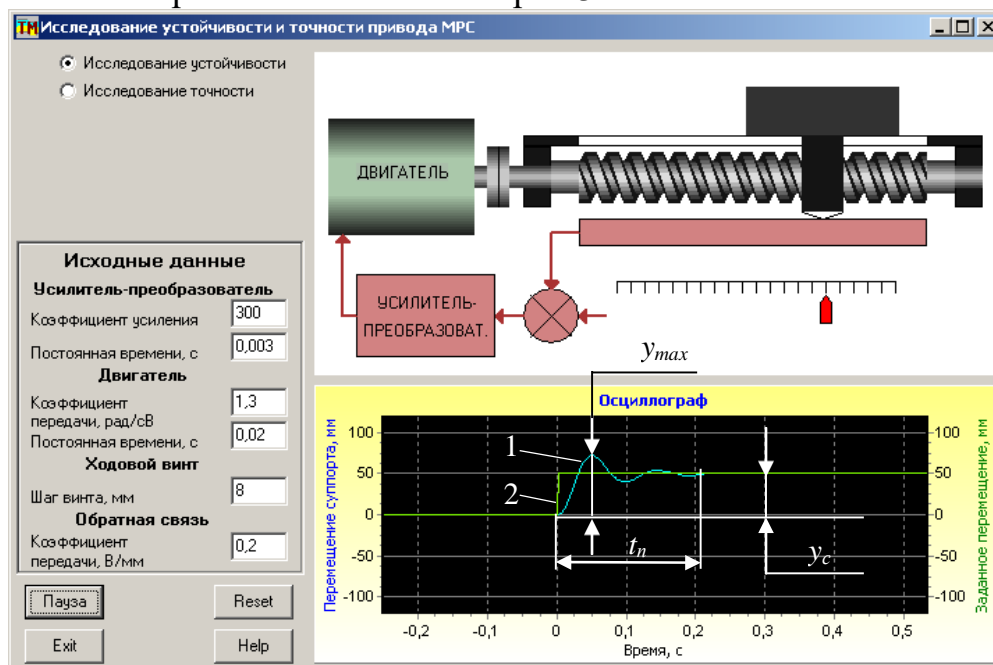 Исследование устойчивости и точности привода МРС
Исследование устойчивости
Исследование точности
ДВИГАТЕЛЬ
УСИЛИТЕЛЬ-
ПРЕОБРАЗОВАТ.
Исходные данные
Усилитель-преобразователь
Коэффициент усиления 300
Постоянная времени, с 0,003
Двигатель
Коэффициент
передачи, рад/сВ 1,3
Постоянная времени, с 0,02
Ходовой винт
Шаг винта, мм 8
Обратная связь
Коэффициент
передачи, В/мм 0,2
Пауза Reset
Exit Help
Осциллограф
Перемещение суппорта, мм
100
50
0
-50
-100
ymax
1
2
tп
yc
100
50
0
-50
-100
Заданное перемещение, мм
-0,2 -0,1 0 0,1 0,2 0,3 0,4 0,5
Время, с